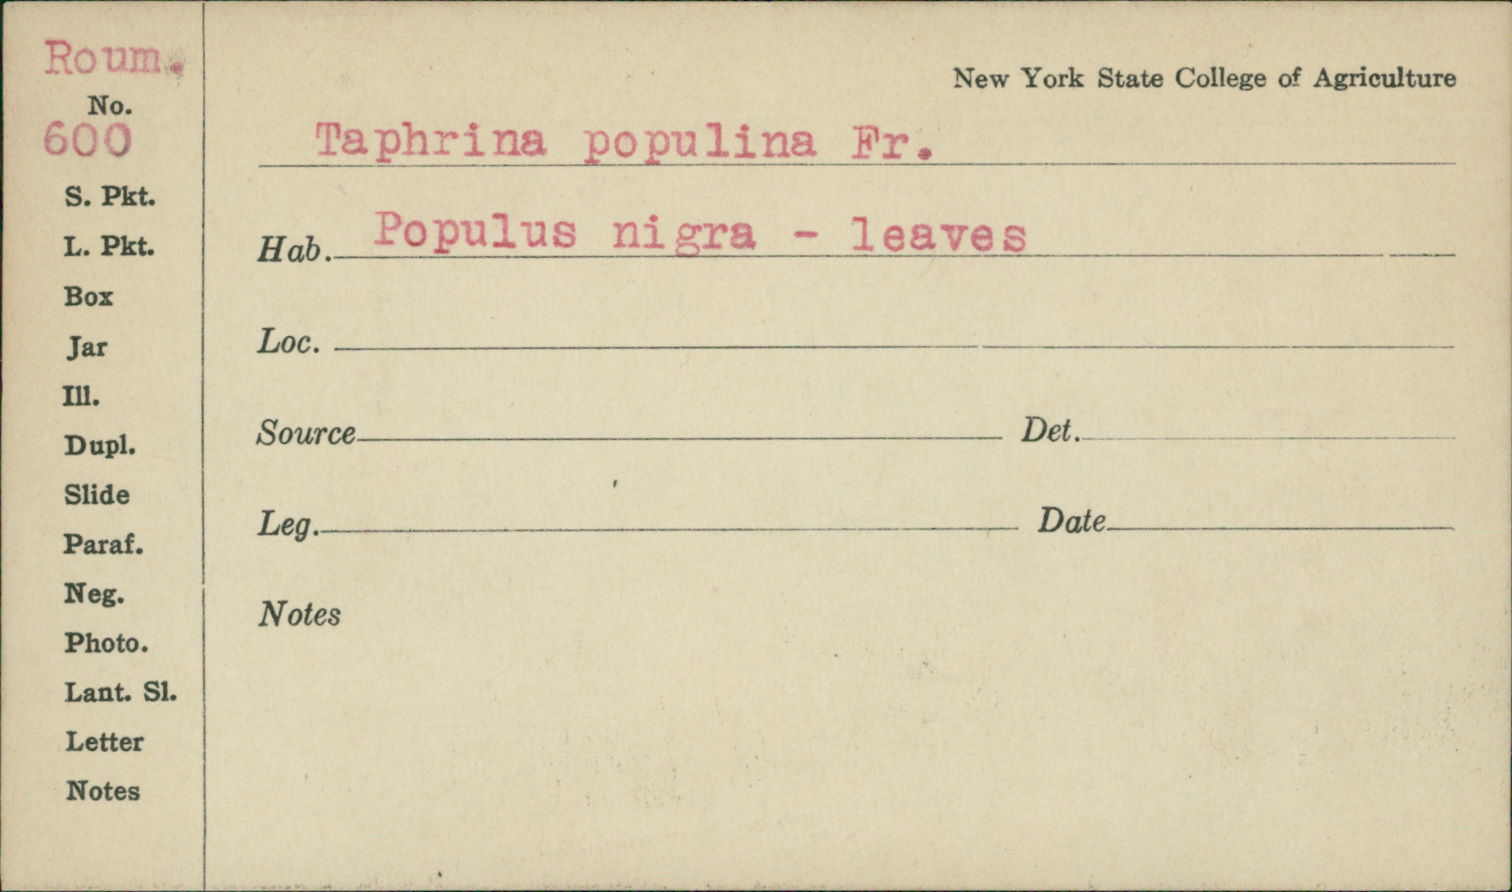 Roum.
No.
600
S. Pkt.
L. Pkt.
Box
Jar
Ill.
Dupl.
Slide
Paraf.
Neg.
Photo.
Lant. Sl.
Letter
Notes
New York State College of Agriculture
Taphrina populina Fr.
Hab. Populus nigra - leaves
Loc.
Source Det.
Leg. Date
Notes